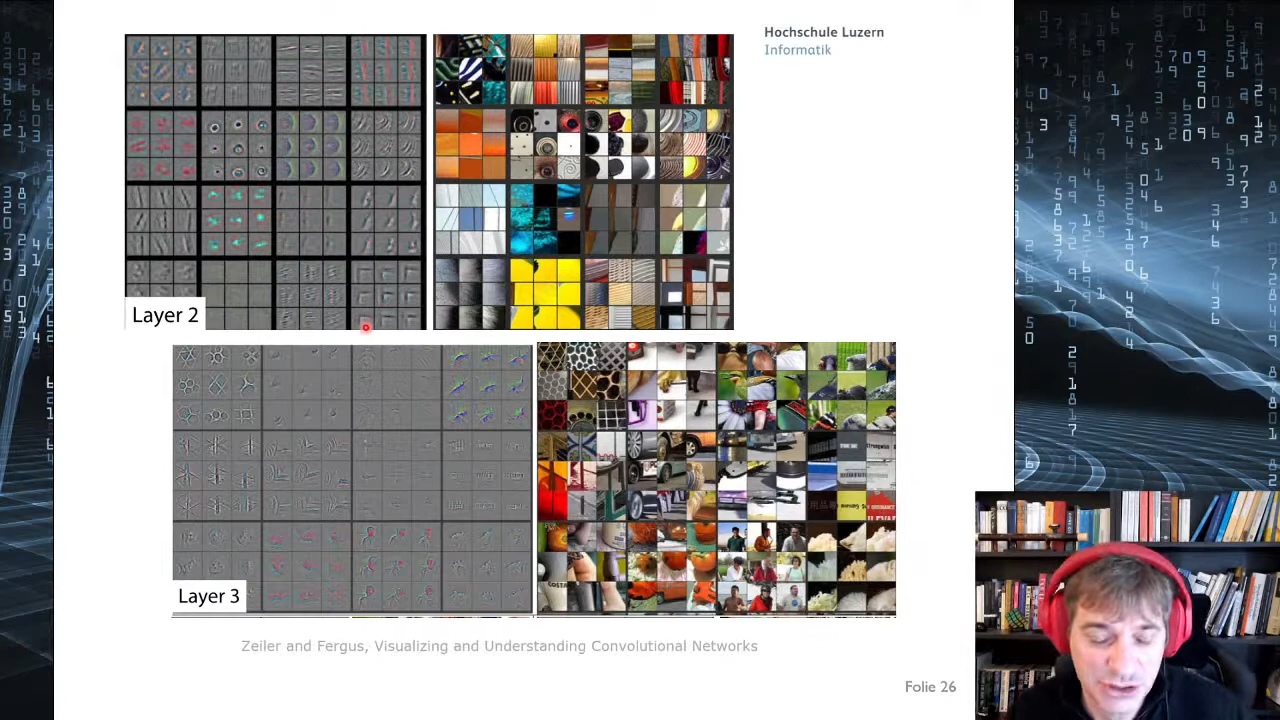 Hochschule Luzern
Informatik
Layer 2
Layer 3
Zeiler and Fergus, Visualizing and Understanding Convolutional Networks
Folie 26